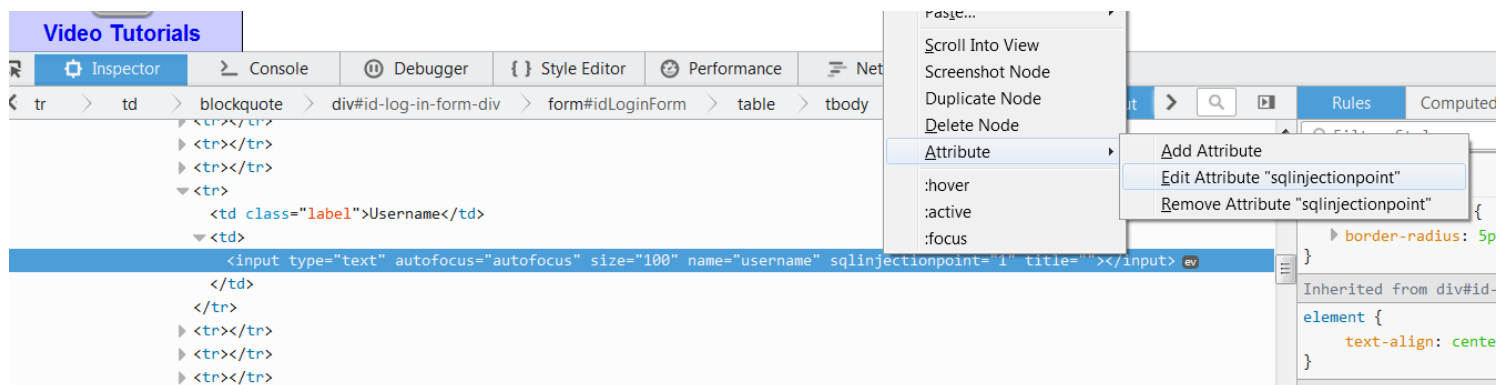 Video Tutorials
Paste...
Scroll Into View
Screenshot Node
Duplicate Node
Delete Node
Attribute
:hover
:active
:focus
Add Attribute
Edit Attribute "sqlinjectionpoint"
Remove Attribute "sqlinjectionpoint"
Inspector Console Debugger { } Style Editor Performance Net
tr td blockquote div#id-log-in-form-div form#idLoginForm table tbody ut Rules Computed
<tr></tr>
<tr></tr>
<tr></tr>
<tr>
<td class="label">Username</td>
<td>
<input type="text" autofocus="autofocus" size="100" name="username" sqlinjectionpoint="1" title=""></input> ev
</td>
</tr>
<tr></tr>
<tr></tr>
<tr></tr>
{
border-radius: 5p
}
Inherited from div#id-
element {
text-align: cente
}